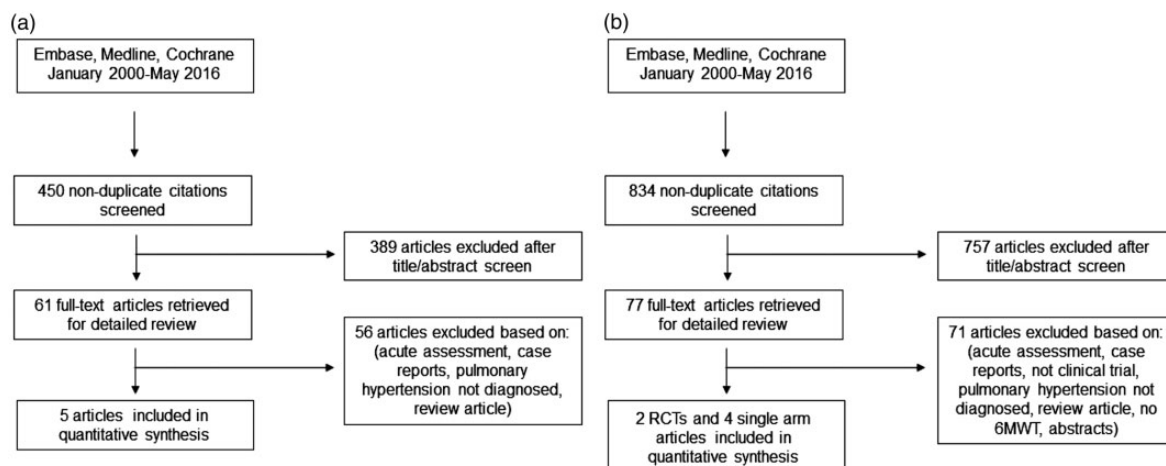 (a)
Embase, Medline, Cochrane
January 2000-May 2016
450 non-duplicate citations
screened
389 articles excluded after
title/abstract screen
61 full-text articles retrieved
for detailed review
56 articles excluded based on:
(acute assessment, case
reports, pulmonary
hypertension not diagnosed,
review article)
5 articles included in
quantitative synthesis
(b)
Embase, Medline, Cochrane
January 2000-May 2016
834 non-duplicate citations
screened
757 articles excluded after
title/abstract screen
77 full-text articles retrieved
for detailed review
71 articles excluded based on:
(acute assessment, case
reports, not clinical trial,
pulmonary hypertension not
diagnosed, review article, no
6MWT, abstracts)
2 RCTs and 4 single arm
articles included in
quantitative synthesis